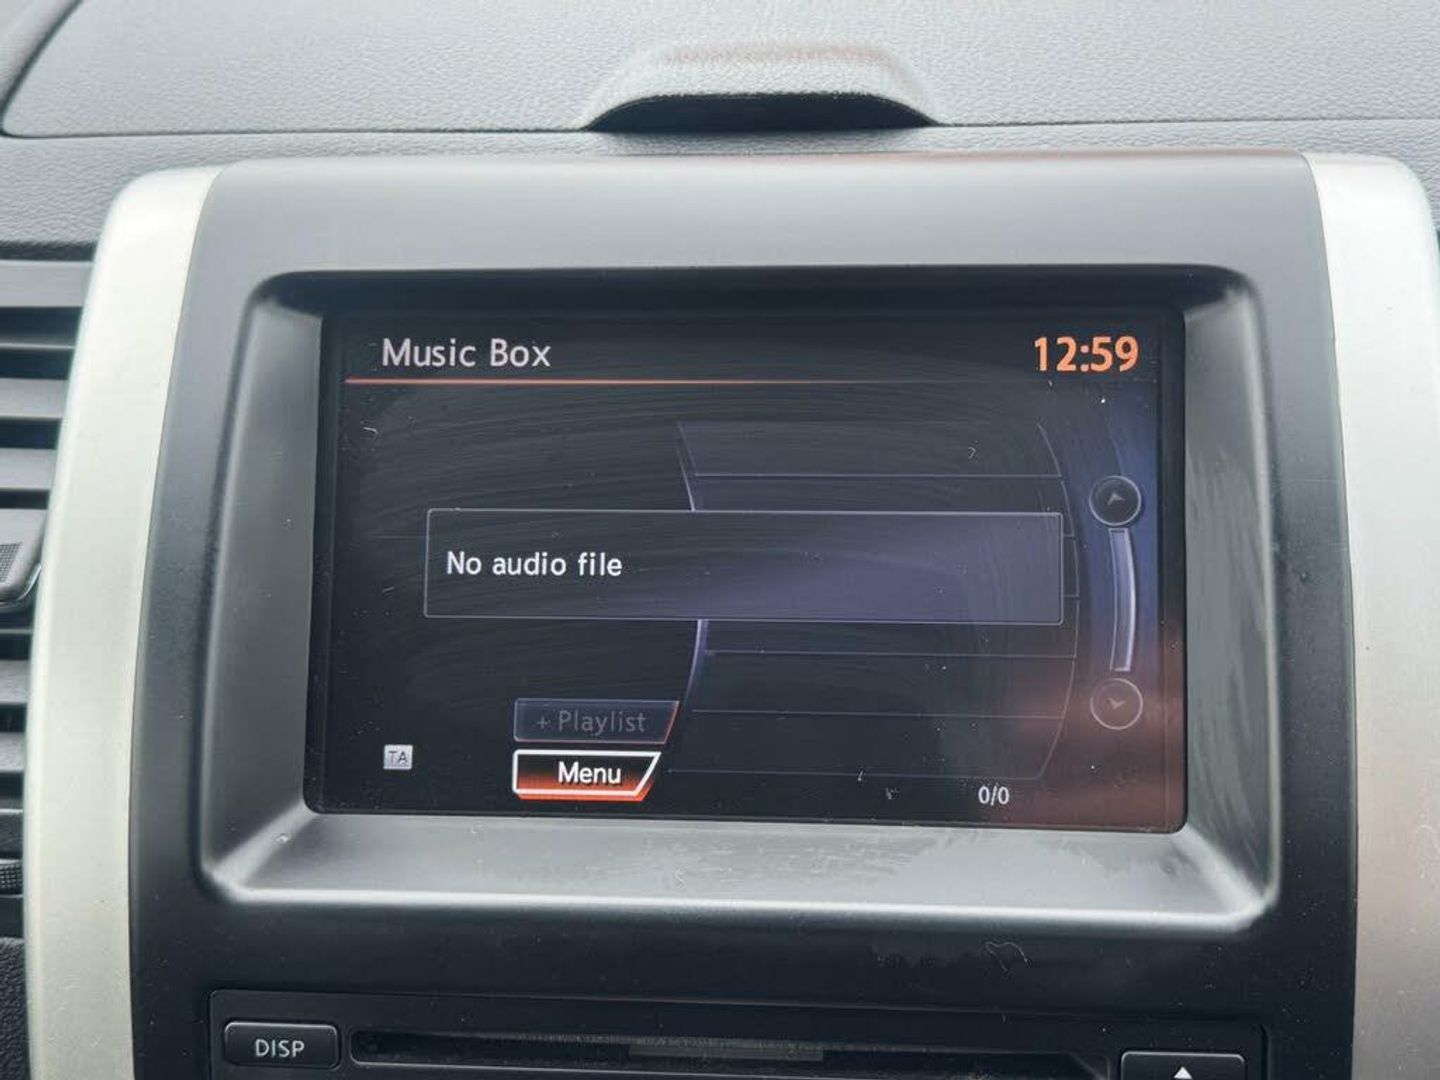 Music Box
12:59
No audio file
+ Playlist
TA
Menu
0/0
DISP